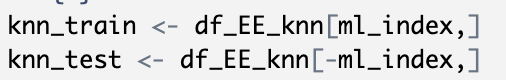 knn_train <- df_EE_knn[ml_index,]
knn_test <- df_EE_knn[-ml_index,]